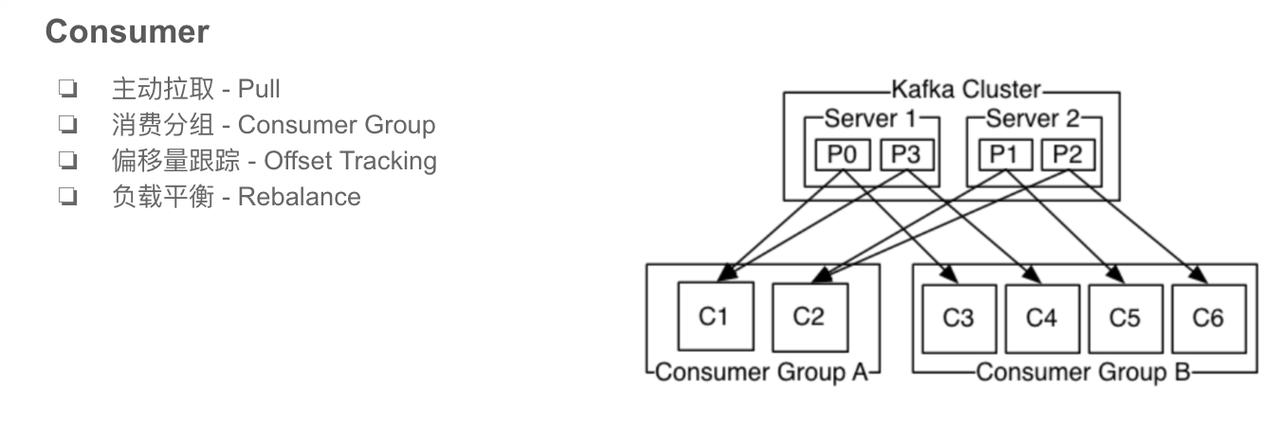 Consumer
主动拉取 - Pull
消费分组 - Consumer Group
偏移量跟踪 - Offset Tracking
负载平衡 - Rebalance
Kafka Cluster
Server 1
Server 2
P0
P3
P1
P2
C1
C2
C3
C4
C5
C6
Consumer Group A
Consumer Group B